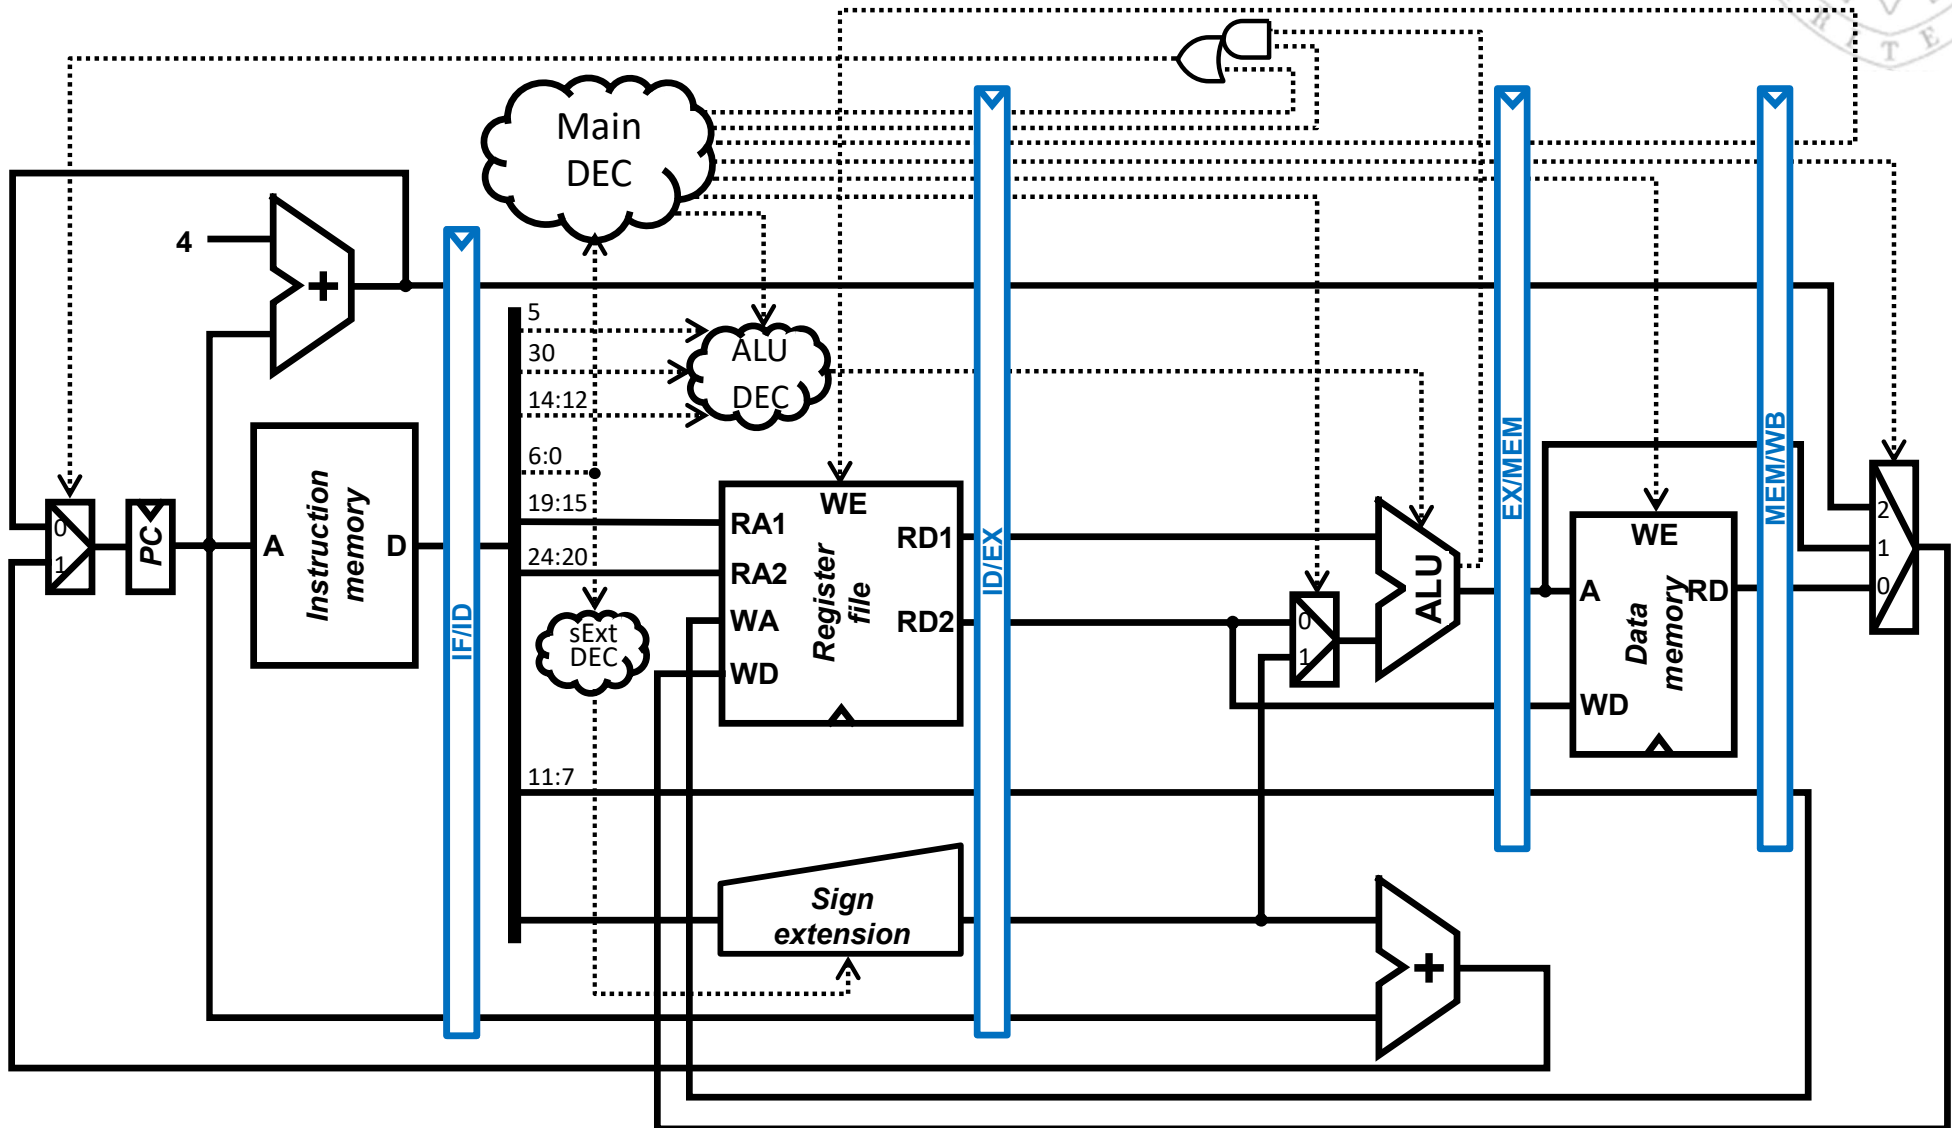 R I T E
Main
DEC
4
5
30
14:12
6:0
19:15
24:20
11:7
ALU
DEC
sExt
DEC
0
1
PC
A
D
Instruction
memory
IF/ID
WE
RA1
RA2
WA
WD
RD1
RD2
Register
file
Sign
extension
ID/EX
0
1
ALU
+
+
EX/MEM
WE
A
RD
WD
Data
memory
MEM/WB
2
1
0